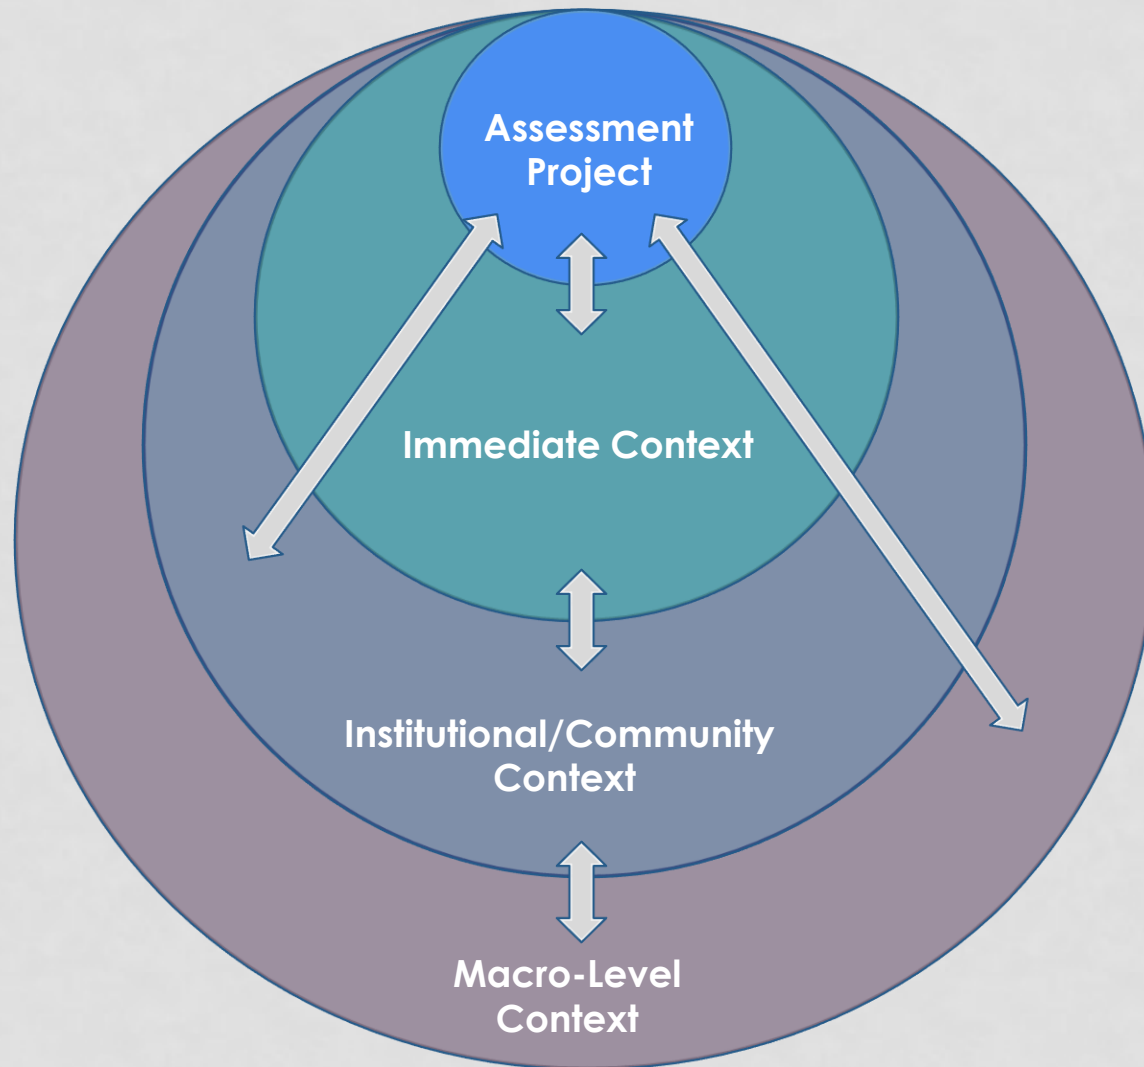 Assessment
Project
Immediate Context
Institutional/Community
Context
Macro-Level
Context